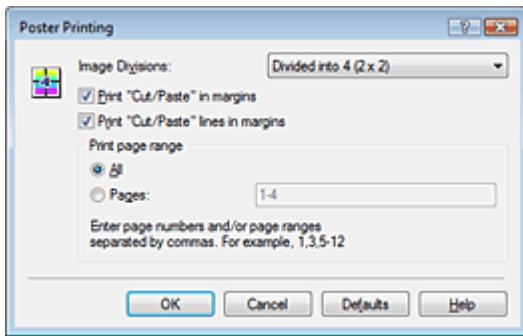 Poster Printing
Image Divisions: Divided into 4 (2 x 2)
4
Print "Cut/Paste" in margins
Print "Cut/Paste" lines in margins
Print page range
All
Pages: 1-4
Enter page numbers and/or page ranges
separated by commas. For example, 1,3,5-12
OK Cancel Defaults Help